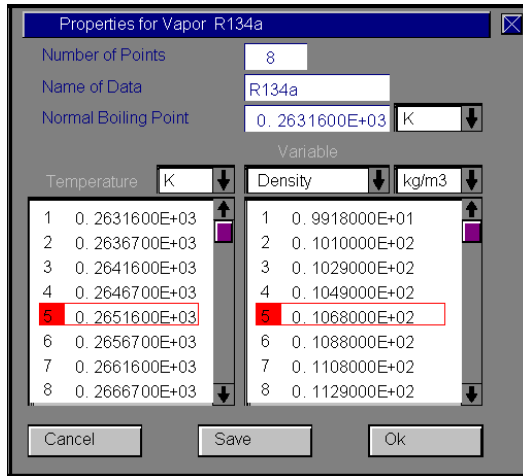 Properties for Vapor R134a
Number of Points 8
Name of Data R134a
Normal Boiling Point 0. 2631600E+03 K
Variable
Temperature K Density kg/m3
1 0. 2631600E+03 1 0. 9918000E+01
2 0. 2636700E+03 2 0. 1010000E+02
3 0. 2641600E+03 3 0. 1029000E+02
4 0. 2646700E+03 4 0. 1049000E+02
5 0. 2651600E+03 5 0. 1068000E+02
6 0. 2656700E+03 6 0. 1088000E+02
7 0. 2661600E+03 7 0. 1108000E+02
8 0. 2666700E+03 8 0. 1129000E+02
Cancel Save Ok